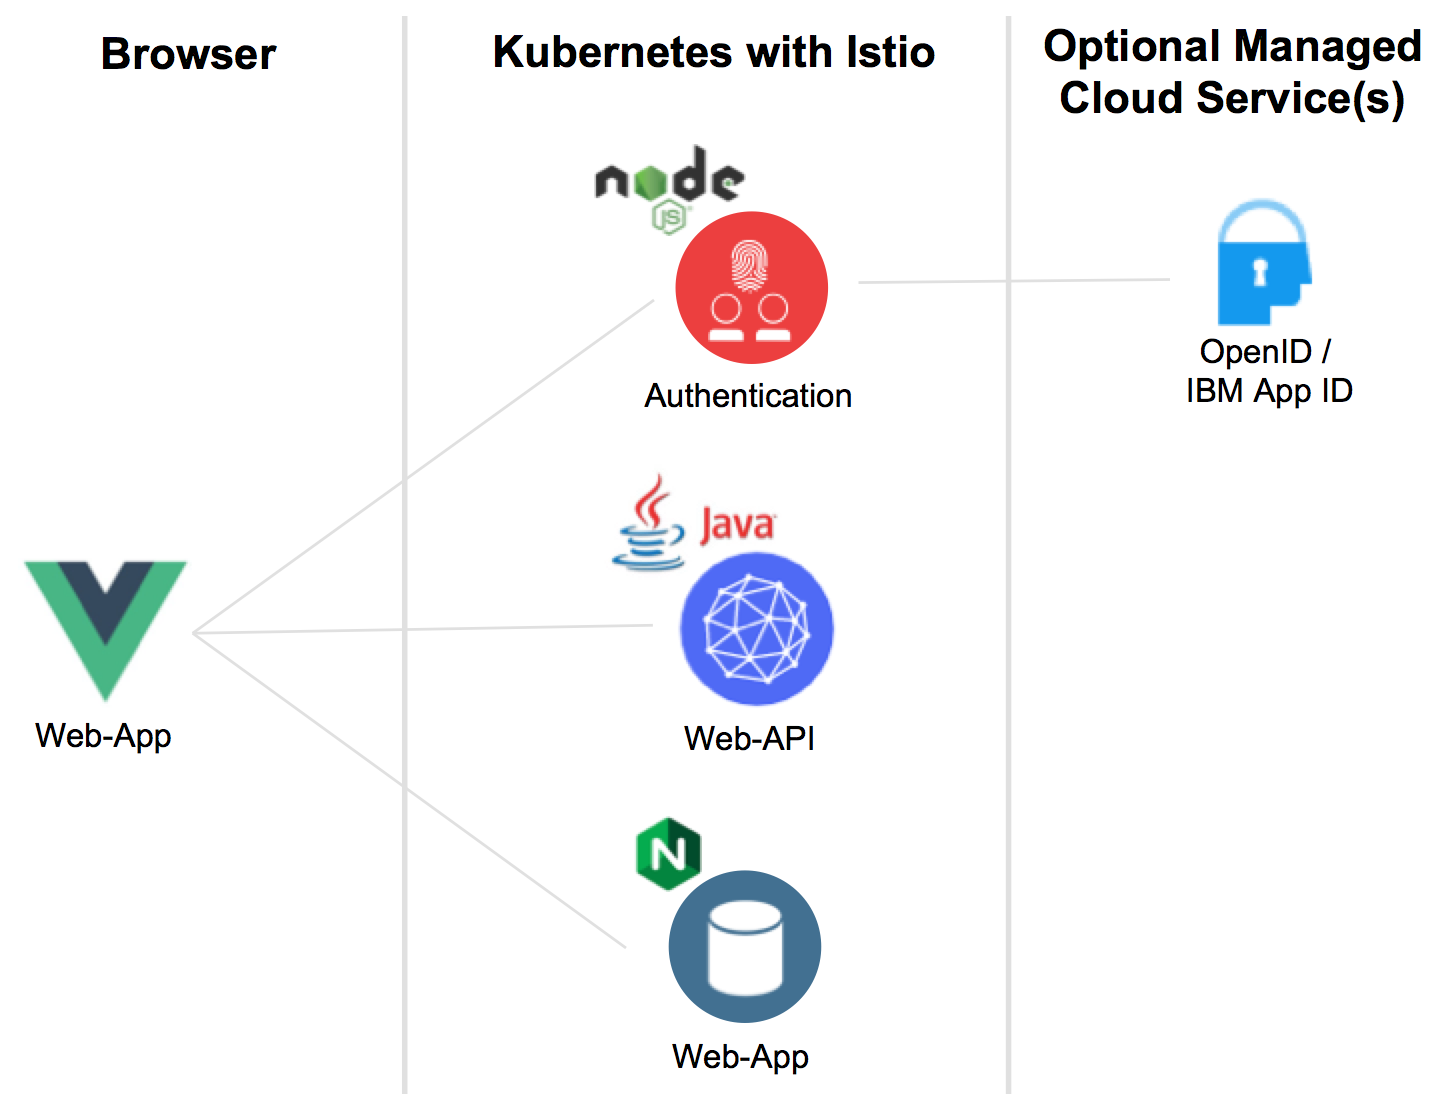 Browser
Kubernetes with Istio
Optional Managed
Cloud Service(s)
node
JS
Authentication
OpenID /
IBM App ID
Java
Web-App
Web-API
N
Web-App